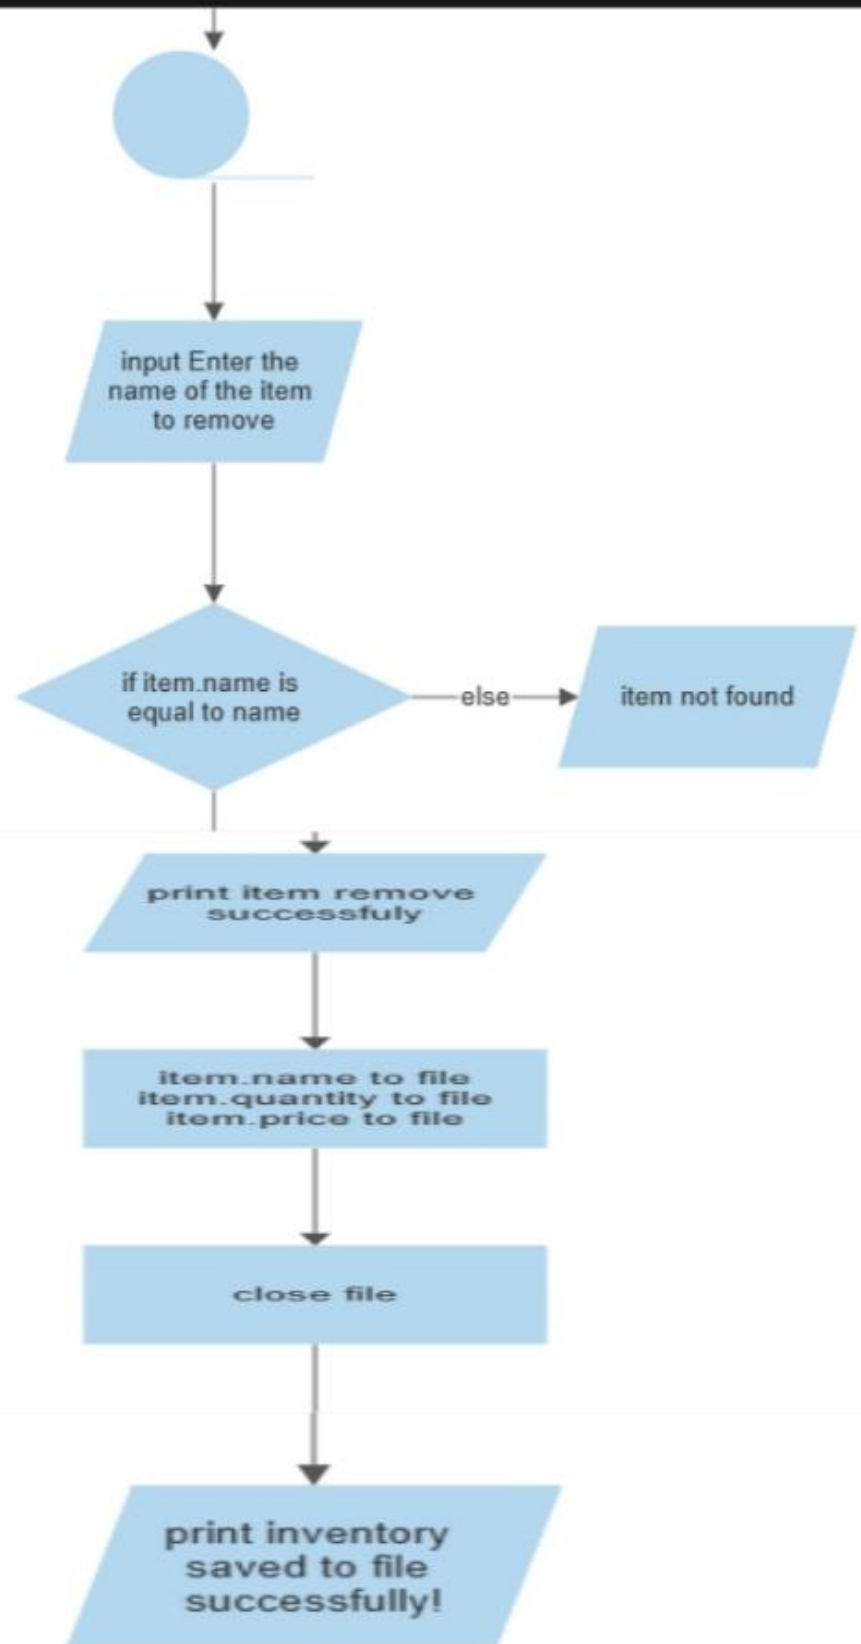 input Enter the
name of the item
to remove
if item.name is
equal to name
else
item not found
print item remove
successfuly
item.name to file
item.quantity to file
item.price to file
close file
print inventory
saved to file
successfully!